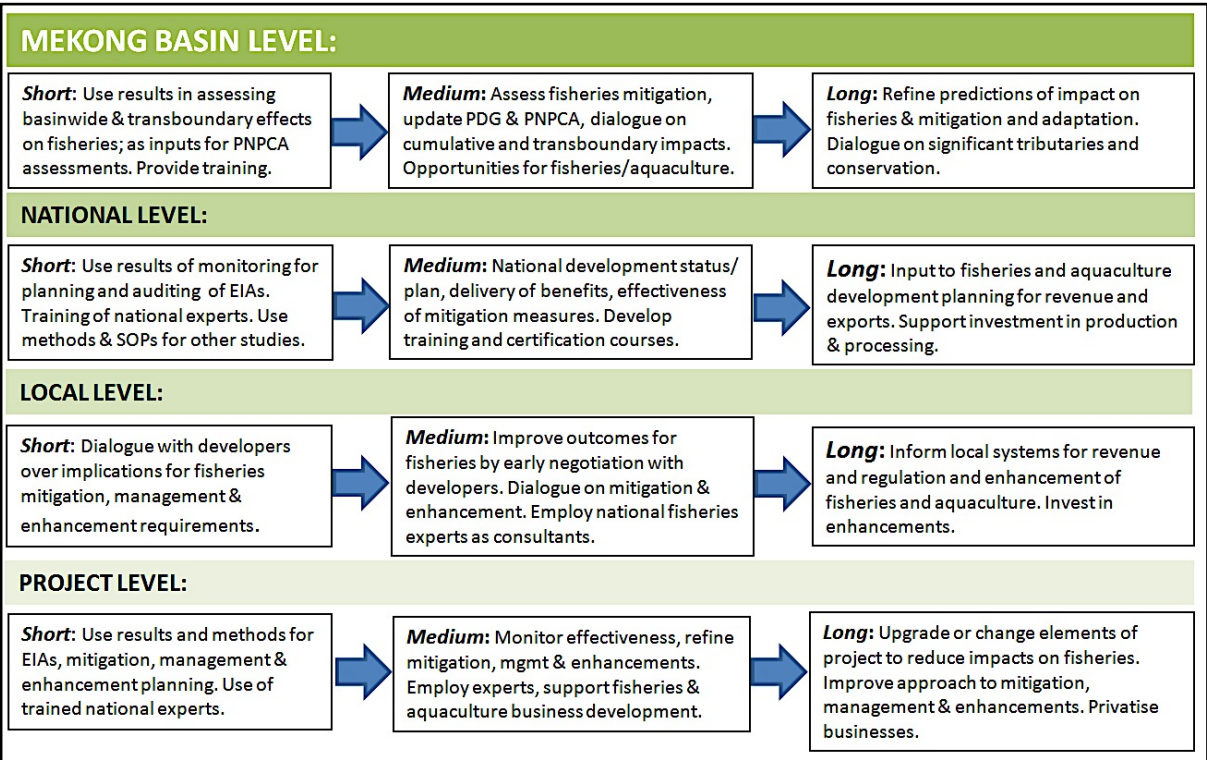 MEKONG BASIN LEVEL:
Short: Use results in assessing
basinwide & transboundary effects
on fisheries; as inputs for PNPCA
assessments. Provide training.
Medium: Assess fisheries mitigation,
update PDG & PNPCA, dialogue on
cumulative and transboundary impacts.
Opportunities for fisheries/aquaculture.
Long: Refine predictions of impact on
fisheries & mitigation and adaptation.
Dialogue on significant tributaries and
conservation.
NATIONAL LEVEL:
Short: Use results of monitoring for
planning and auditing of EIAs.
Training of national experts. Use
methods & SOPs for other studies.
Medium: National development status/
plan, delivery of benefits, effectiveness
of mitigation measures. Develop
training and certification courses.
Long: Input to fisheries and aquaculture
development planning for revenue and
exports. Support investment in production
& processing.
LOCAL LEVEL:
Short: Dialogue with developers
over implications for fisheries
mitigation, management &
enhancement requirements.
Medium: Improve outcomes for
fisheries by early negotiation with
developers. Dialogue on mitigation &
enhancement. Employ national fisheries
experts as consultants.
Long: Inform local systems for revenue
and regulation and enhancement of
fisheries and aquaculture. Invest in
enhancements.
PROJECT LEVEL:
Short: Use results and methods for
EIAs, mitigation, management &
enhancement planning. Use of
trained national experts.
Medium: Monitor effectiveness, refine
mitigation, mgmt & enhancements.
Employ experts, support fisheries &
aquaculture business development.
Long: Upgrade or change elements of
project to reduce impacts on fisheries.
Improve approach to mitigation,
management & enhancements. Privatise
businesses.